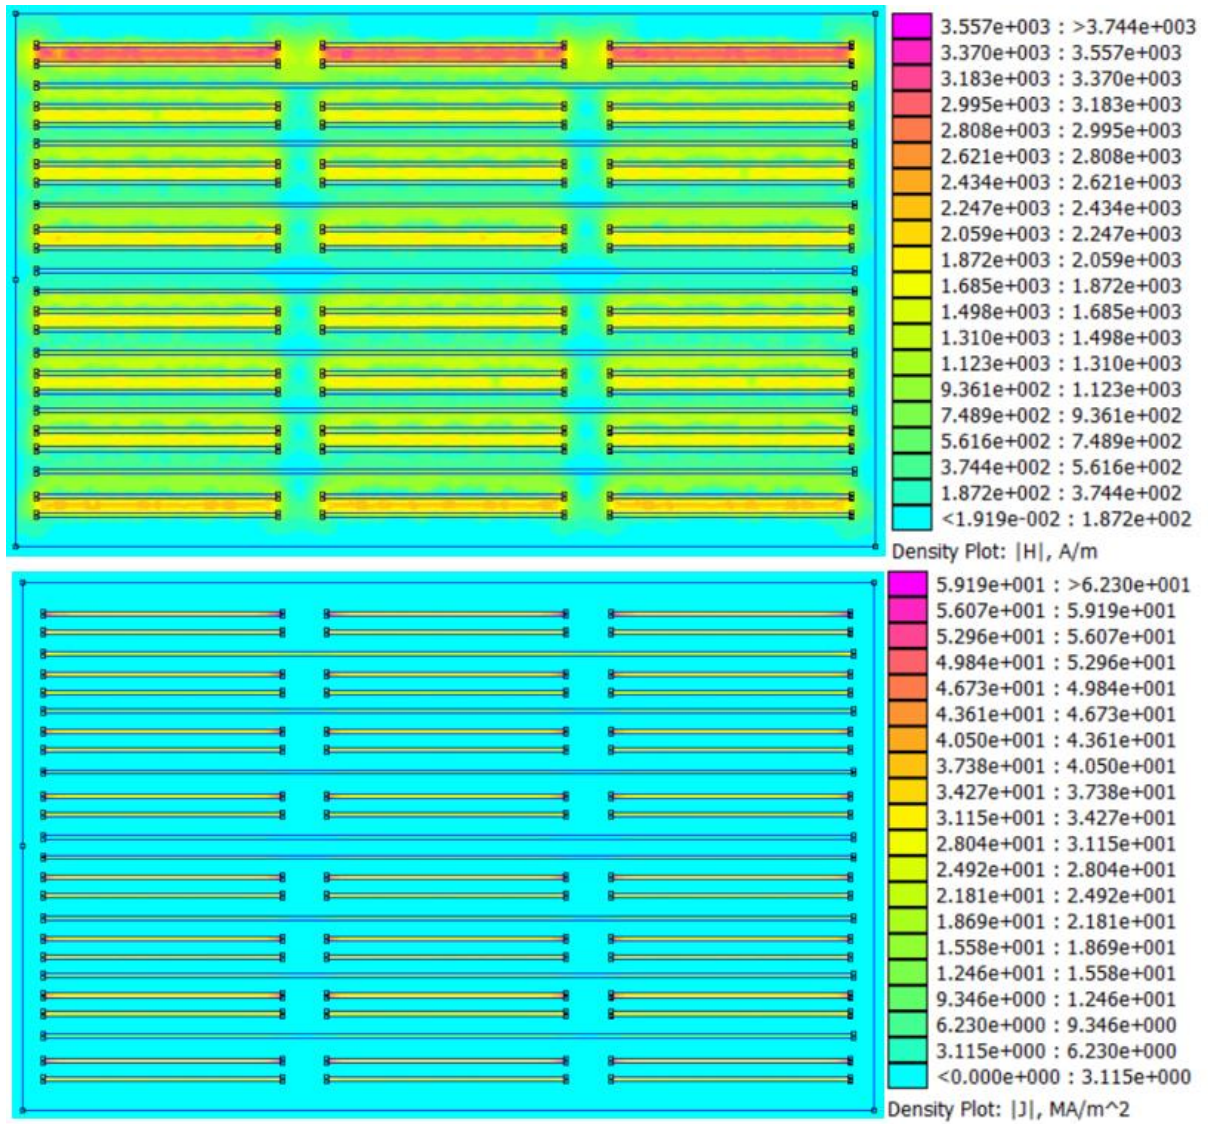 3.557e+003 : >3.744e+003
3.370e+003 : 3.557e+003
3.183e+003 : 3.370e+003
2.995e+003 : 3.183e+003
2.808e+003 : 2.995e+003
2.621e+003 : 2.808e+003
2.434e+003 : 2.621e+003
2.247e+003 : 2.434e+003
2.059e+003 : 2.247e+003
1.872e+003 : 2.059e+003
1.685e+003 : 1.872e+003
1.498e+003 : 1.685e+003
1.310e+003 : 1.498e+003
1.123e+003 : 1.310e+003
9.361e+002 : 1.123e+003
7.489e+002 : 9.361e+002
5.616e+002 : 7.489e+002
3.744e+002 : 5.616e+002
1.872e+002 : 3.744e+002
<1.919e-002 : 1.872e+002
Density Plot: |H|, A/m
5.919e+001 : >6.230e+001
5.607e+001 : 5.919e+001
5.296e+001 : 5.607e+001
4.984e+001 : 5.296e+001
4.673e+001 : 4.984e+001
4.361e+001 : 4.673e+001
4.050e+001 : 4.361e+001
3.738e+001 : 4.050e+001
3.427e+001 : 3.738e+001
3.115e+001 : 3.427e+001
2.804e+001 : 3.115e+001
2.492e+001 : 2.804e+001
2.181e+001 : 2.492e+001
1.869e+001 : 2.181e+001
1.558e+001 : 1.869e+001
1.246e+001 : 1.558e+001
9.346e+000 : 1.246e+001
6.230e+000 : 9.346e+000
3.115e+000 : 6.230e+000
<0.000e+000 : 3.115e+000
Density Plot: |J|, MA/m^2